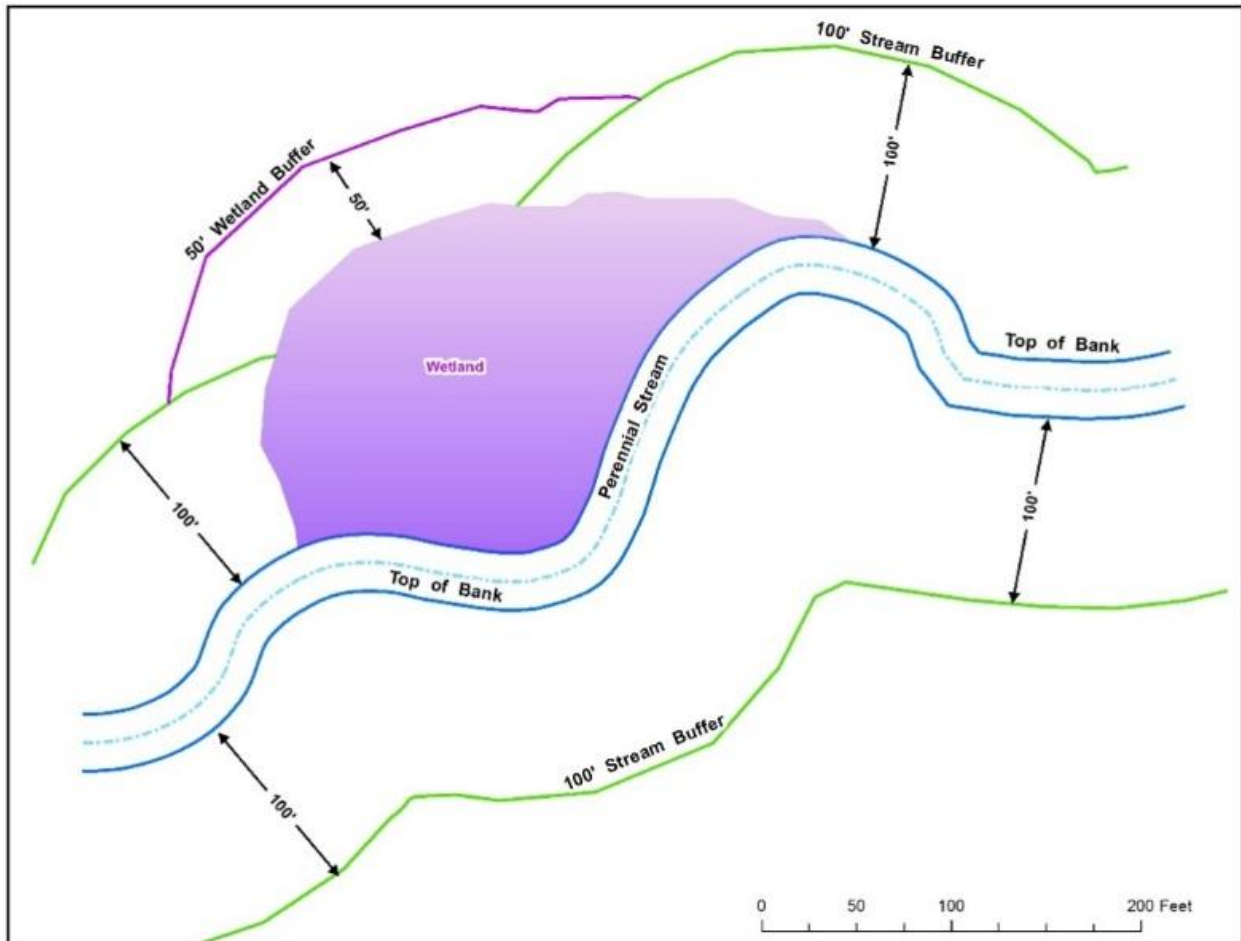 100' Stream Buffer
50' Wetland Buffer
50'
100'
Wetland
Perennial Stream
Top of Bank
100'
100'
Top of Bank
100' Stream Buffer
100'
0 50 100 200 Feet